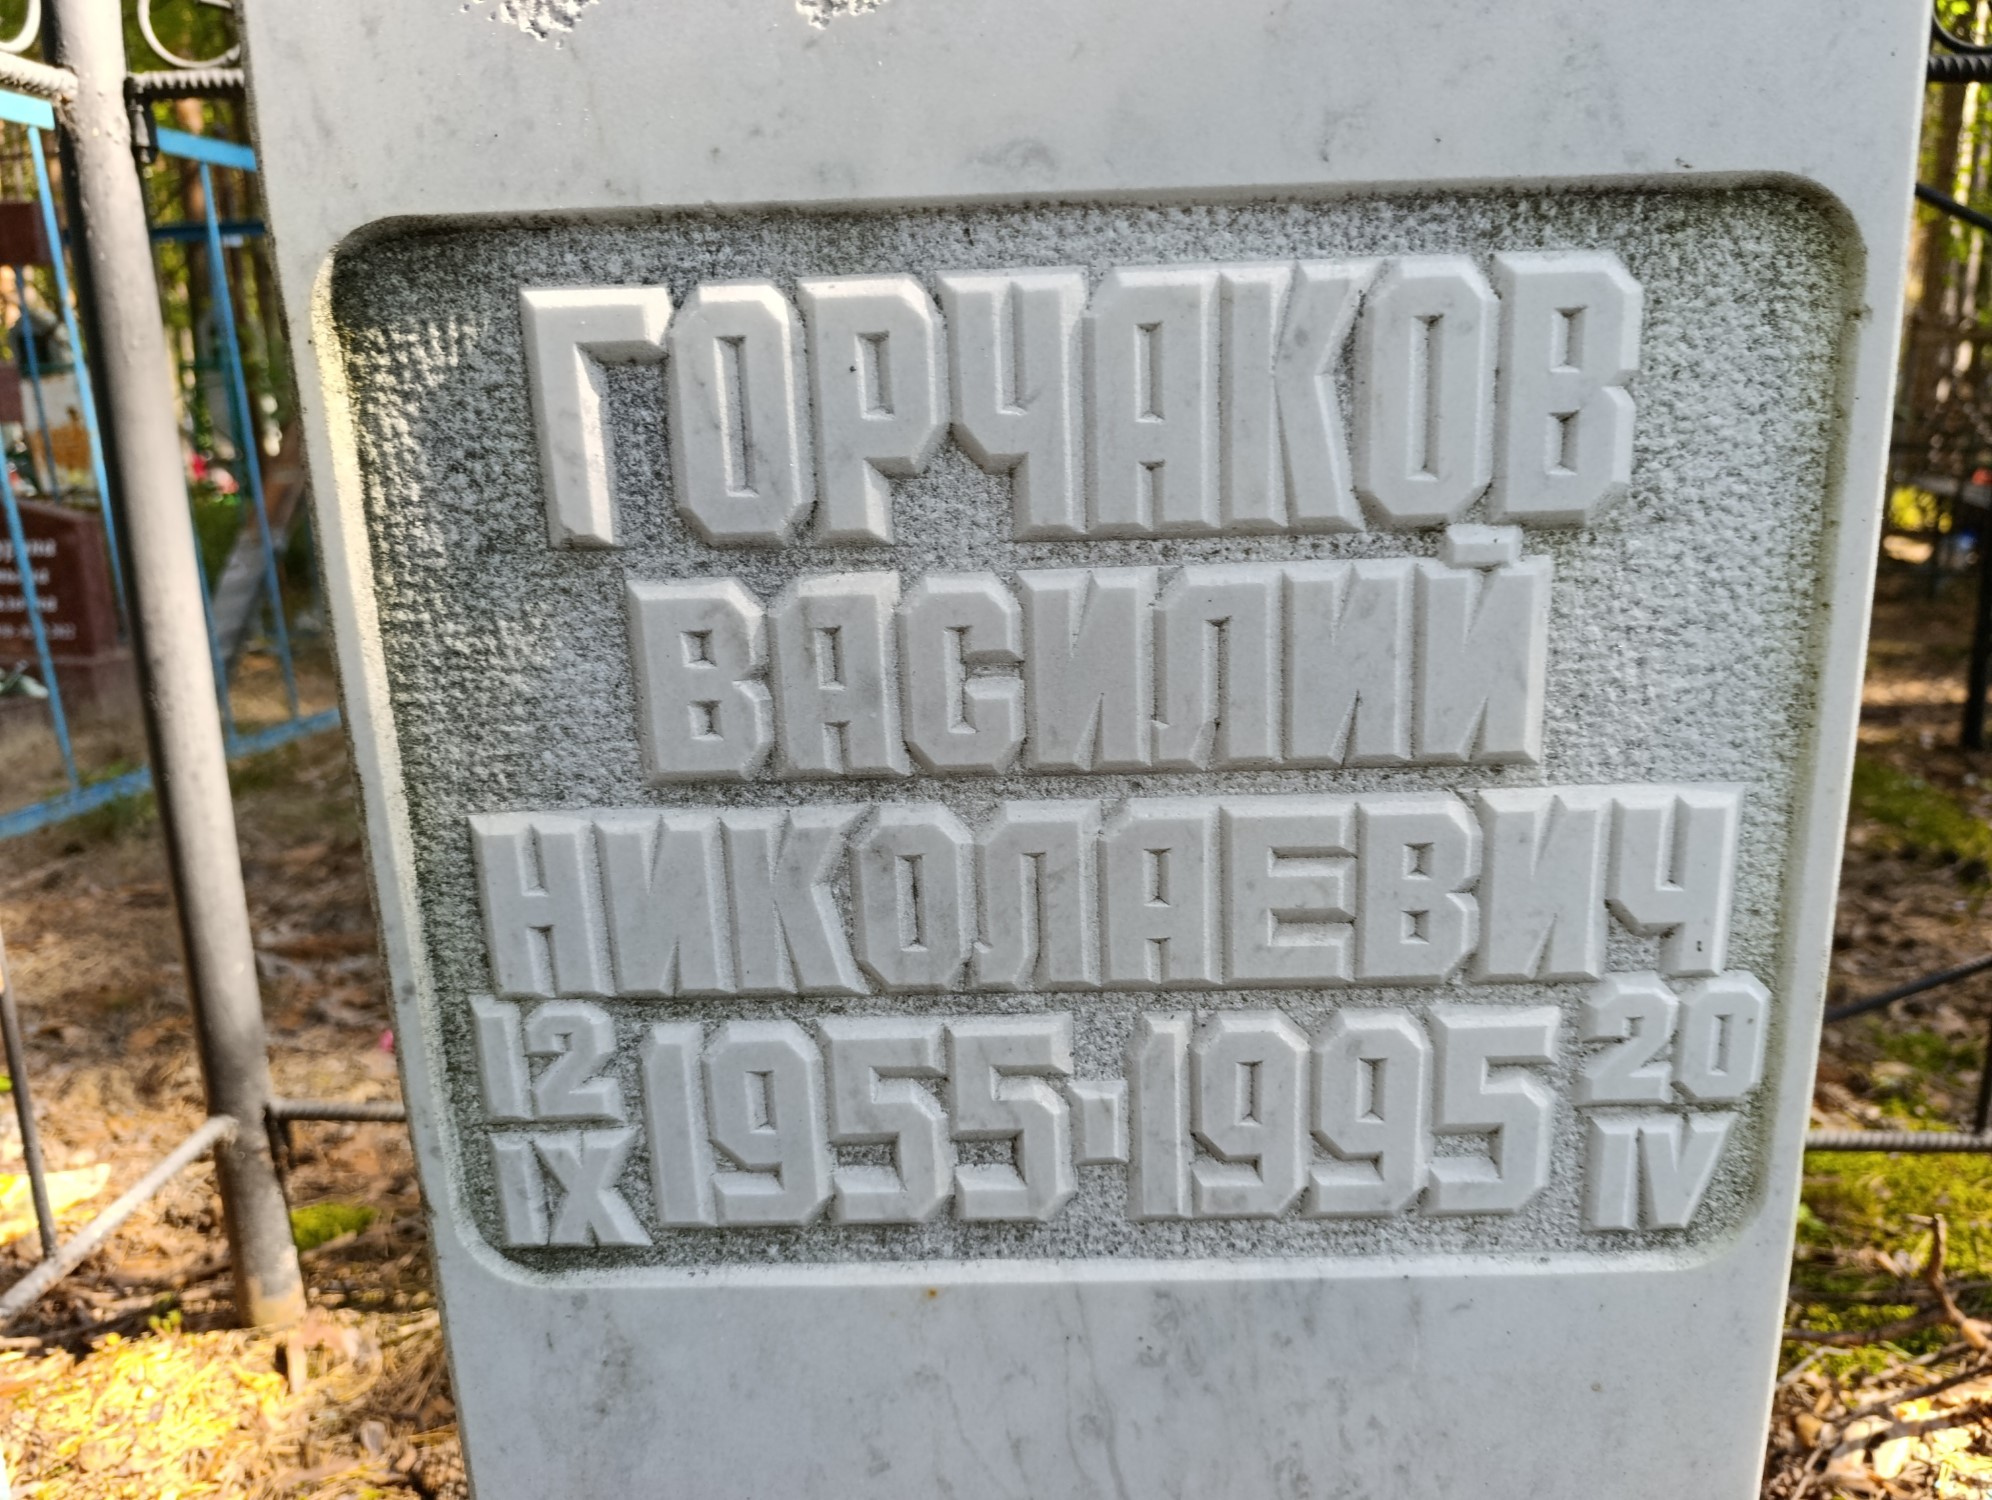 ГОРЧАКОВ
ВАСИЛИЙ
НИКОЛАЕВИЧ
12 IX 1955-1995 20 IV